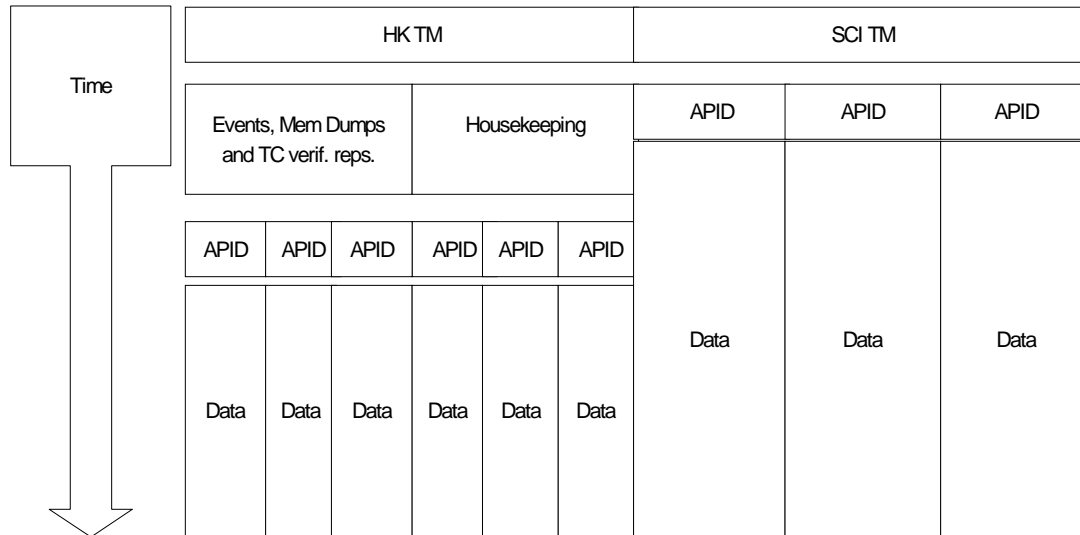 HK TM
SCI TM
Time
Events, Mem Dumps
and TC verif. reps.
Housekeeping
APID
APID
APID
APID
APID
APID
APID
APID
APID
Data
Data
Data
Data
Data
Data
Data
Data
Data